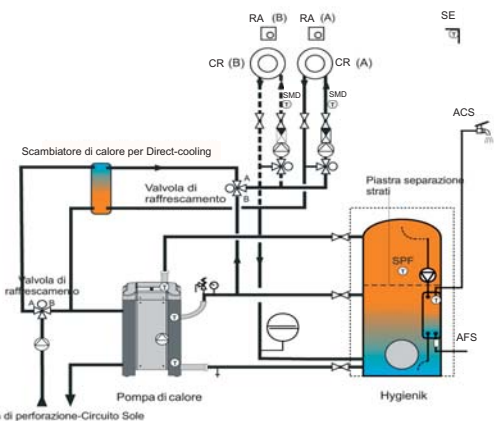 RA (B)
RA (A)
SE
T
CR (B)
CR (A)
SMD
T
SMD
T
ACS
Scambiatore di calore per Direct-cooling
Piastra separazione
strati
A
B
Valvola di
raffrescamento
SPF
T
T
Valvola di
raffrescamento
A B
T
T
T
AFS
Pompa di calore
Hygienik
di perforazione-Circuito Sole